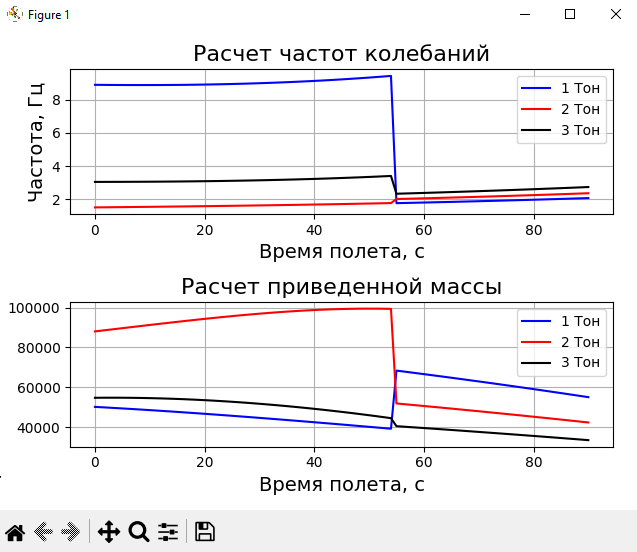 Figure 1
Расчет частот колебаний
Частота, Гц
8
6
4
2
1 Тон
2 Тон
3 Тон
0 20 40 60 80
Время полета, с
Расчет приведенной массы
100000
80000
60000
40000
1 Тон
2 Тон
3 Тон
0 20 40 60 80
Время полета, с